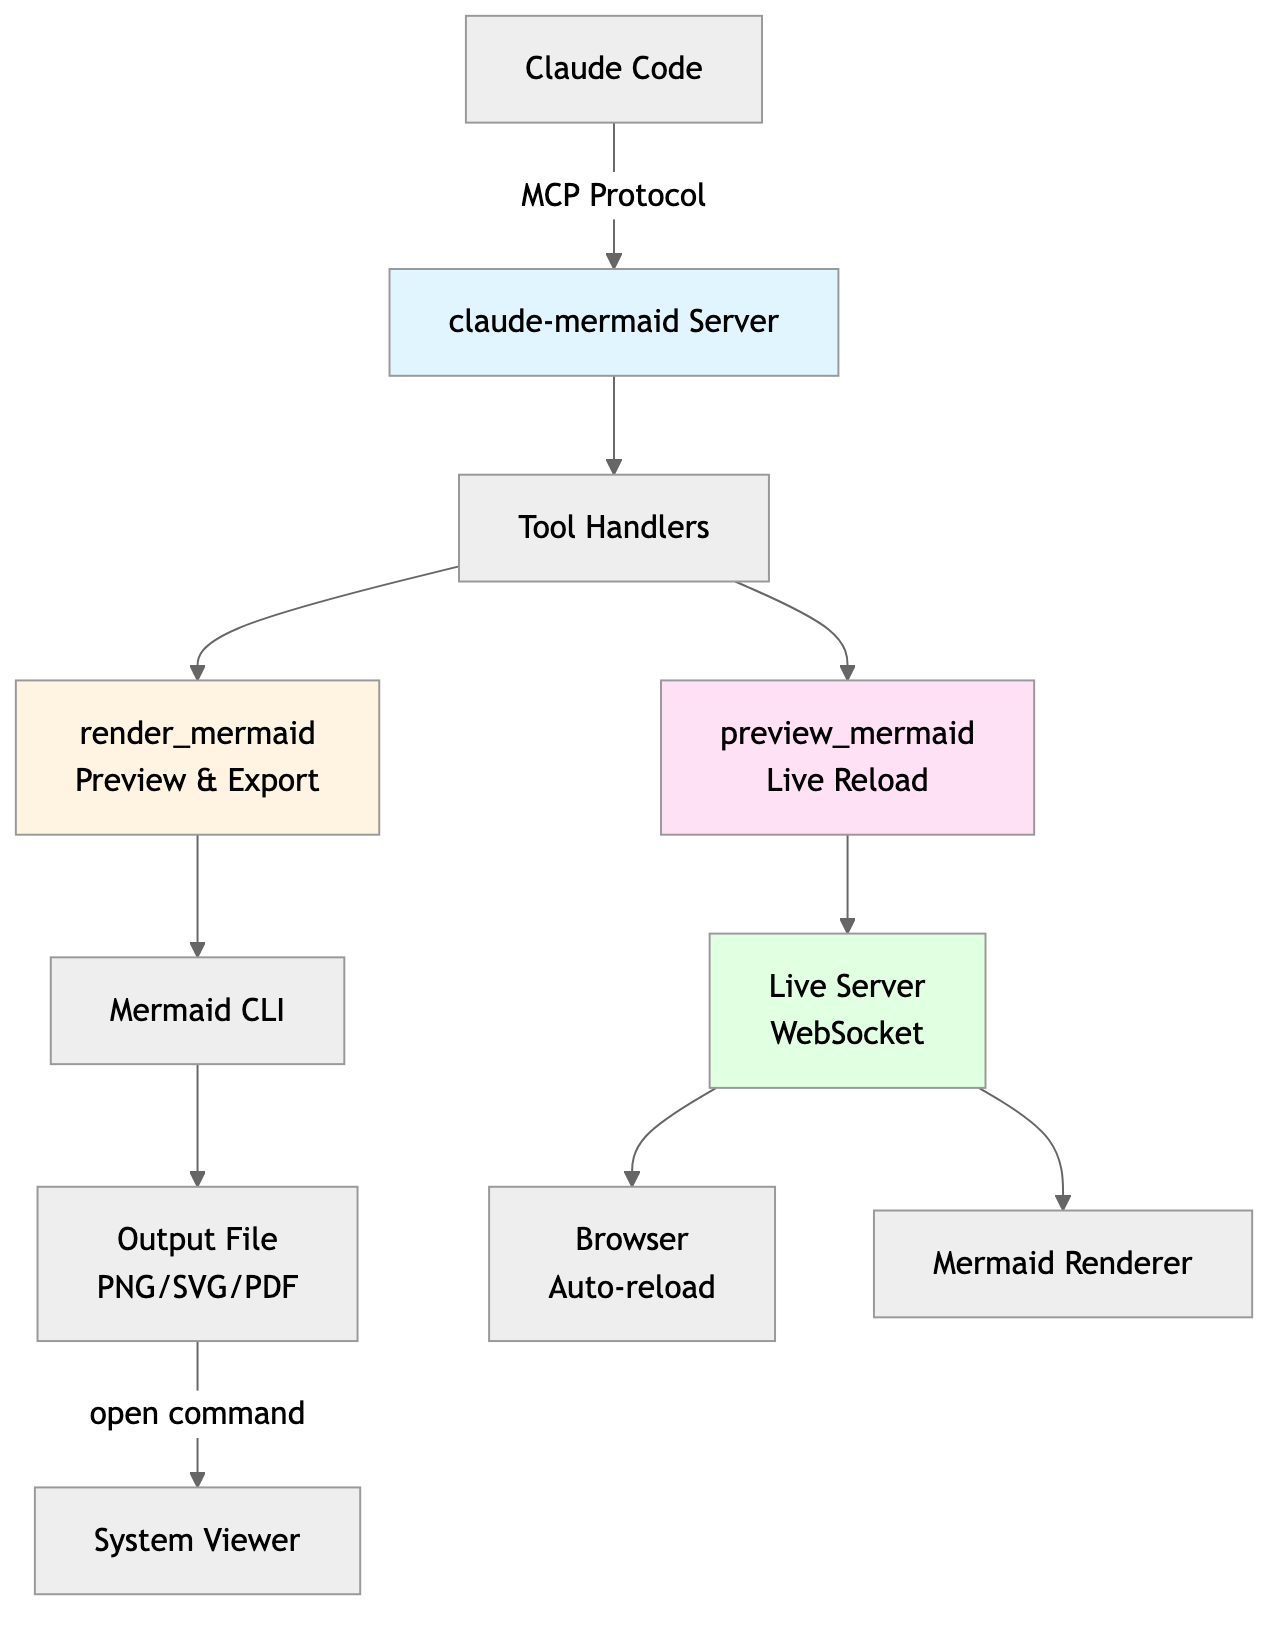 Claude Code
MCP Protocol
claude-mermaid Server
Tool Handlers
render_mermaid
Preview & Export
preview_mermaid
Live Reload
Mermaid CLI
Live Server
WebSocket
Output File
PNG/SVG/PDF
Browser
Auto-reload
Mermaid Renderer
open command
System Viewer